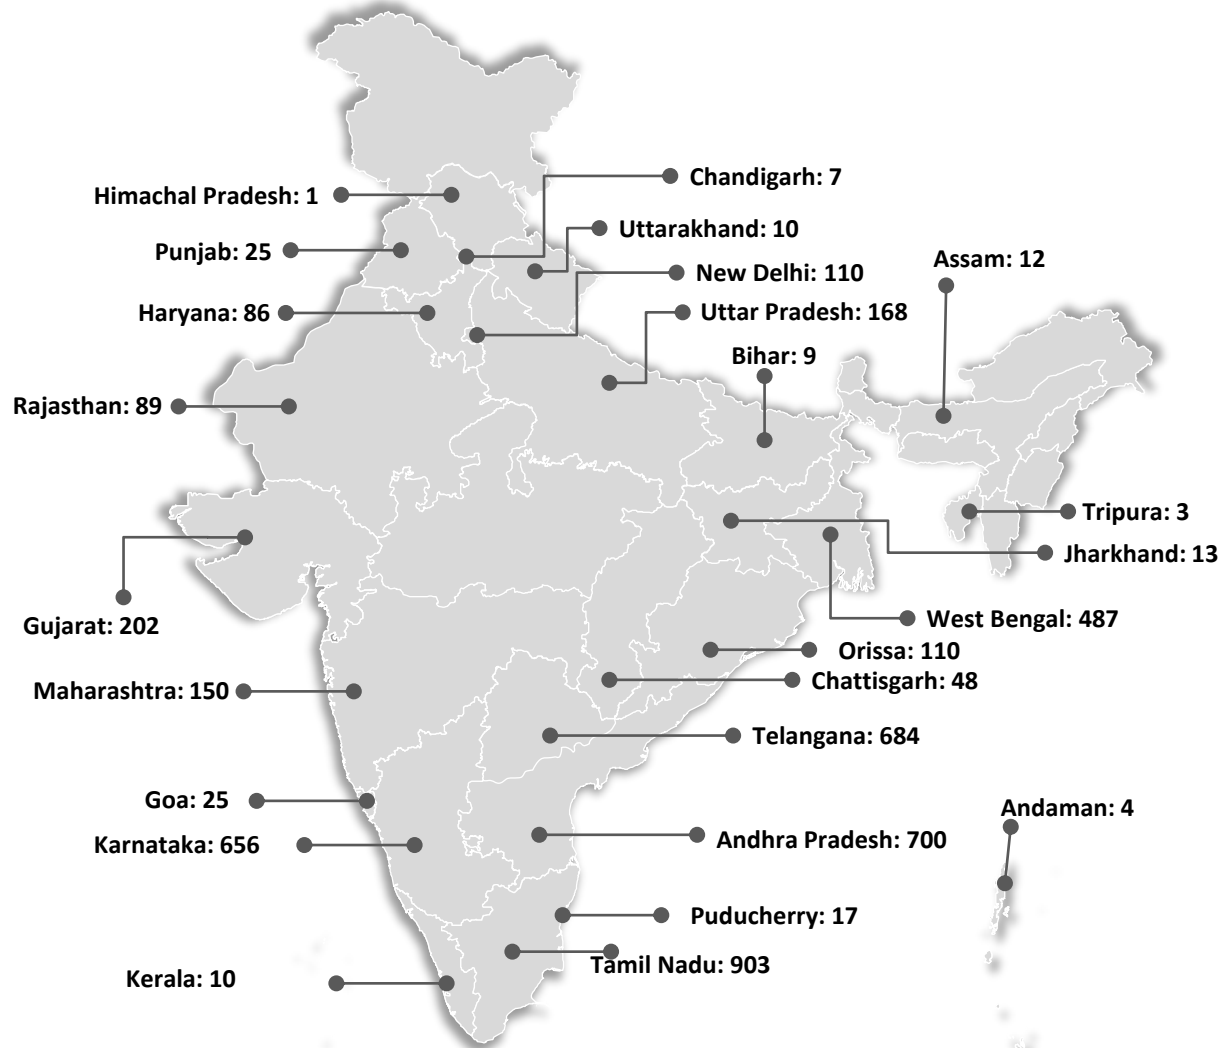 Himachal Pradesh: 1
Chandigarh: 7
Uttarakhand: 10
Punjab: 25
New Delhi: 110
Assam: 12
Haryana: 86
Uttar Pradesh: 168
Bihar: 9
Rajasthan: 89
Tripura: 3
Jharkhand: 13
Gujarat: 202
West Bengal: 487
Orissa: 110
Chattisgarh: 48
Maharashtra: 150
Telangana: 684
Goa: 25
Andaman: 4
Karnataka: 656
Andhra Pradesh: 700
Puducherry: 17
Tamil Nadu: 903
Kerala: 10